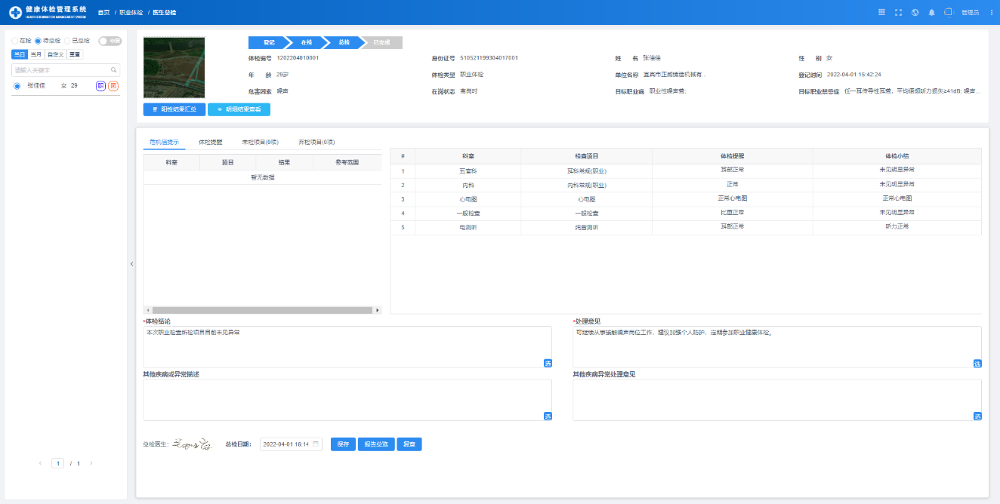 健康体检管理系统
HEALTH EXAMINATION MANAGEMENT SYSTEM
首页 / 职业体检 / 医生总检
管理员
在检 待总检 已总检
当日 当月 自定义 重置
请输入关键字
张佳佳 女 29 职 团
1 / 1
登记 在检 总检 已完成
体检编号 1202204010001
身份证号 510521199304017001
姓 名 张佳佳
性 别 女
年 龄 29岁
体检类型 职业体检
单位名称 宜宾市正威铸造机械有...
登记时间 2022-04-01 15:42:24
危害因素 噪声
在岗状态 离岗时
目标职业病 职业性噪声聋;
目标职业禁忌症 任一耳传导性耳聋，平均语频听力损失≥41dB; 噪声...
阳性结果汇总 明细结果查看
危机值提示 体检提醒 未检项目(0项) 弃检项目(0项)
科室 项目 结果 参考范围
暂无数据
# 科室 检查项目 体检提醒 体检小结
1 五官科 耳科常规(职业) 耳部正常 未见明显异常
2 内科 内科常规(职业) 正常 未见明显异常
3 心电图 心电图 正常心电图 正常心电图
4 一般检查 一般检查 比重正常 未见明显异常
5 电测听 纯音测听 耳部正常 听力正常
*体检结论
本次职业检查所检项目目前未见异常
选
*处理意见
可继续从事接触噪声岗位工作，建议加强个人防护，定期参加职业健康体检。
选
其他疾病或异常描述
选
其他疾病异常处理意见
选
总检医生:
总检日期: 2022-04-01 16:14
保存 报告总览 复查